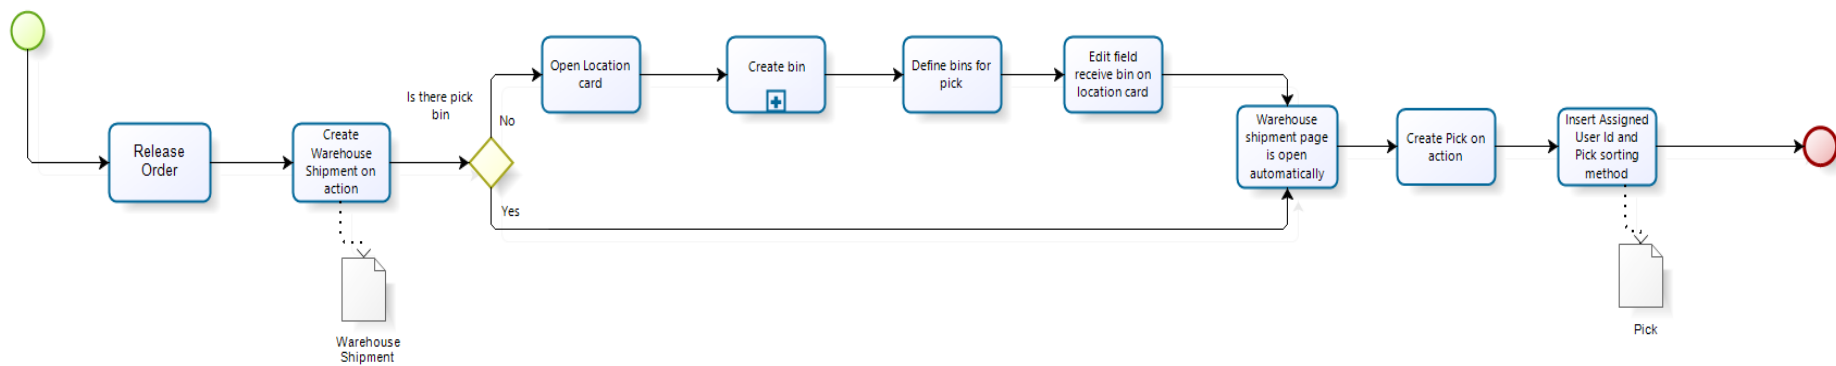 Release
Order
Create
Warehouse
Shipment on
action
Warehouse
Shipment
Is there pick
bin
No
Yes
Open Location
card
Create bin
Define bins for
pick
Edit field
receive bin on
location card
Warehouse
shipment page
is open
automatically
Create Pick on
action
Insert Assigned
User Id and
Pick sorting
method
Pick